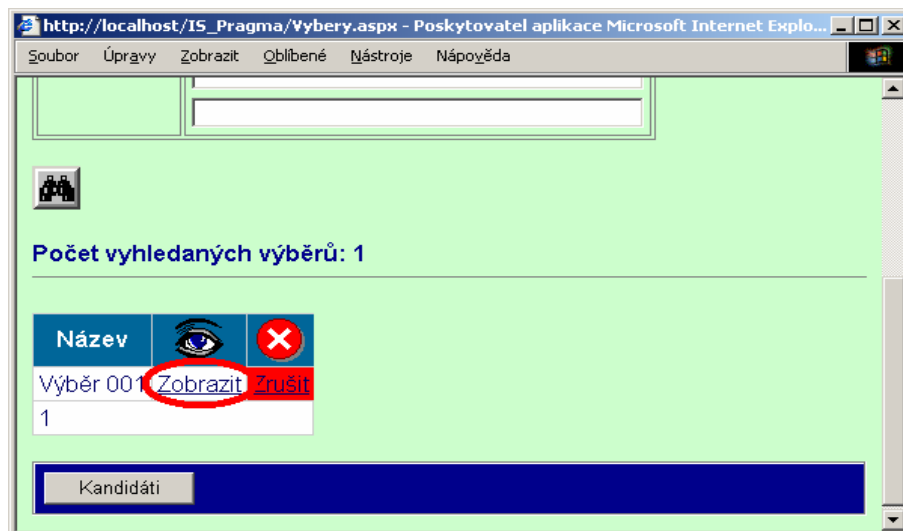 http://localhost/IS_Pragma/Vybery.aspx - Poskytovatel aplikace Microsoft Internet Explo...
Soubor Úpravy Zobrazit Oblíbené Nástroje Nápověda
Počet vyhledaných výběrů: 1
Název
Výběr 001 Zobrazit Zrušit
1
Kandidáti